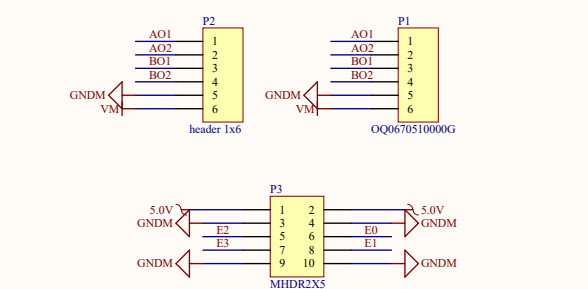 P2 P1
AO1 1 AO1 1
AO2 2 AO2 2
BO1 3 BO1 3
BO2 4 BO2 4
GNDM 5 GNDM 5
VM 6 VM 6
header 1x6 OQ0670510000G
P3
5.0V 1 2 5.0V
GNDM 3 4 GNDM
E2 5 6 E0
E3 7 8 E1
GNDM 9 10 GNDM
MHDR2X5